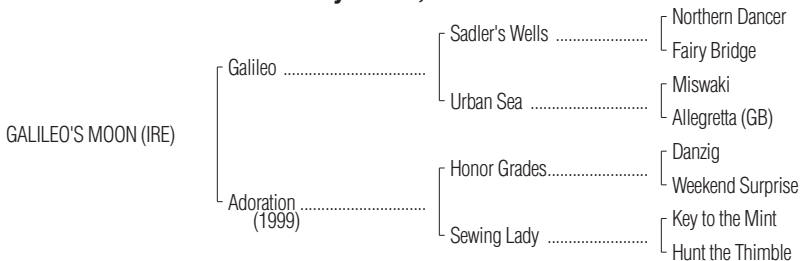 Northern Dancer
Sadler's Wells ....................
Fairy Bridge
Galileo ................................
Miswaki
Urban Sea .........................
Allegretta (GB)
GALILEO'S MOON (IRE)
Danzig
Honor Grades.....................
Weekend Surprise
Adoration ...........................
(1999)
Key to the Mint
Sewing Lady .....................
Hunt the Thimble